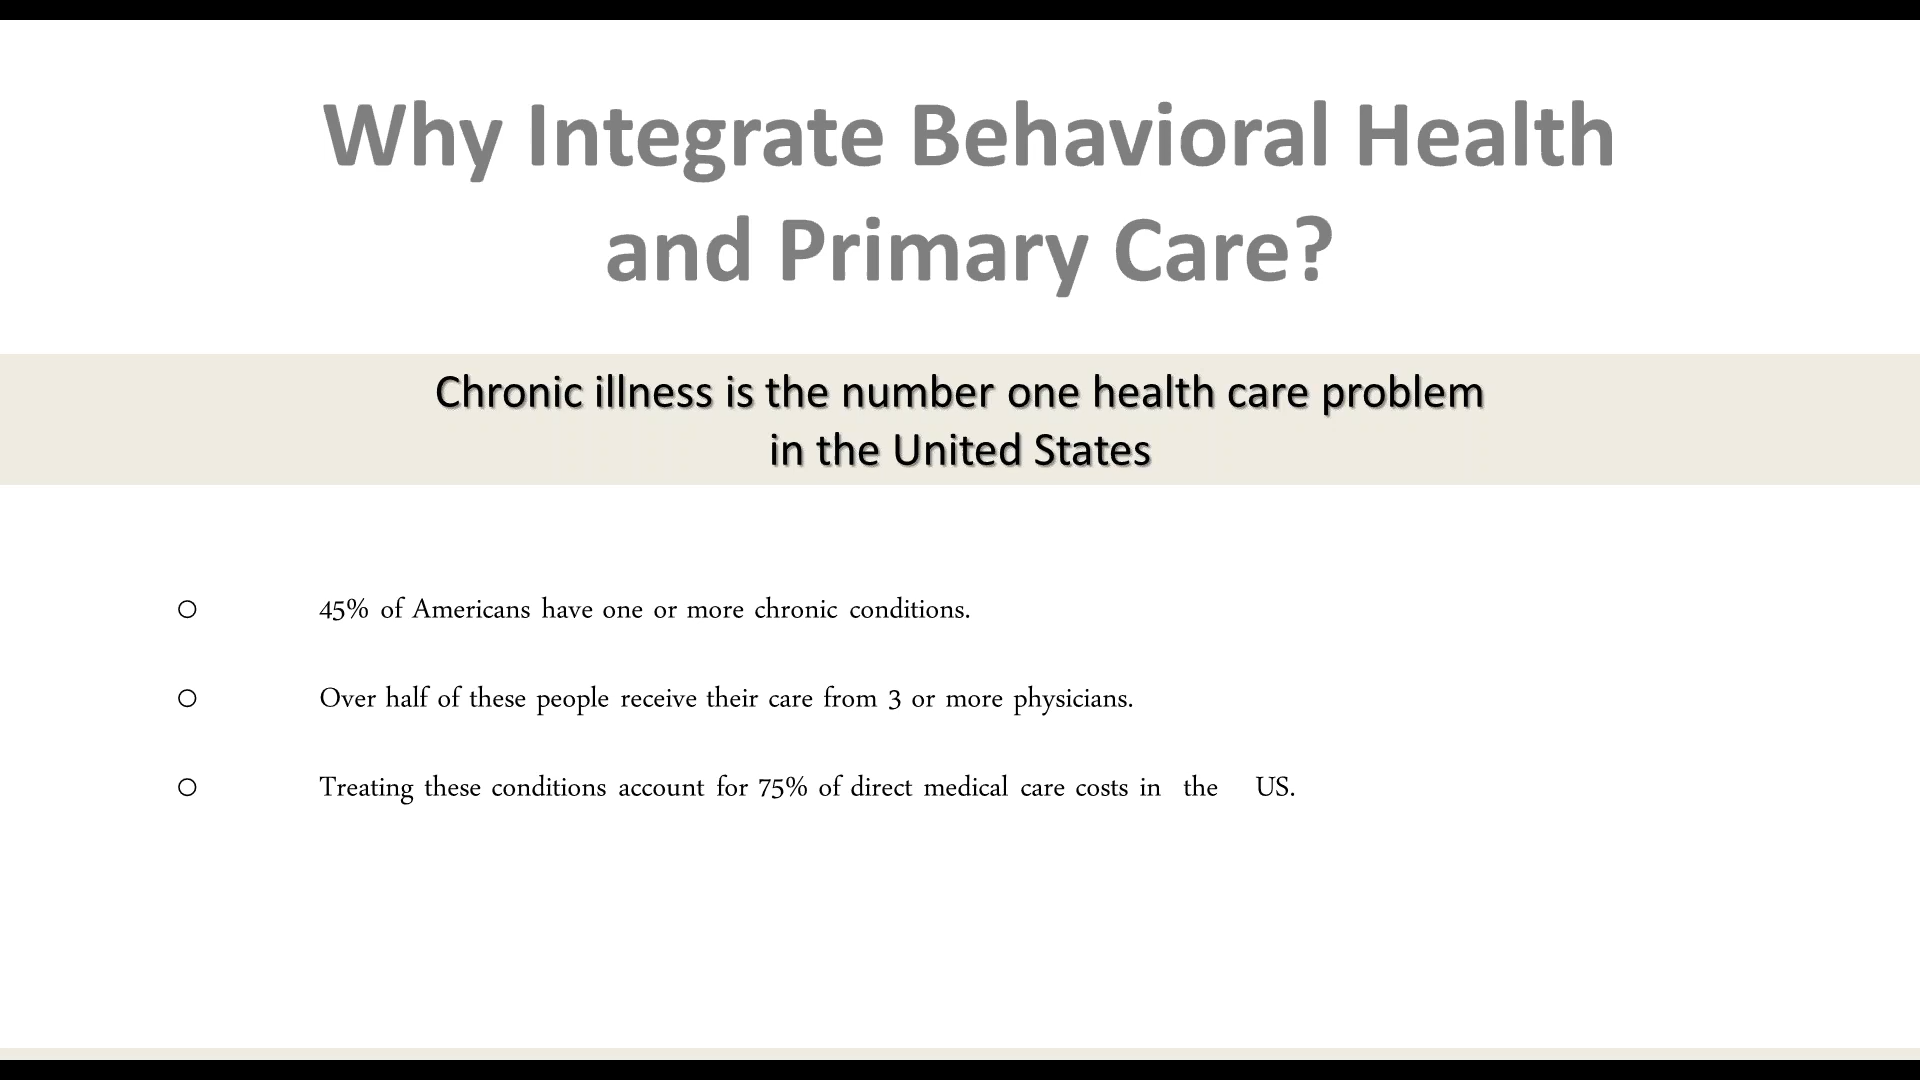 Why Integrate Behavioral Health
and Primary Care?
Chronic illness is the number one health care problem
in the United States
45% of Americans have one or more chronic conditions.
Over half of these people receive their care from 3 or more physicians.
Treating these conditions account for 75% of direct medical care costs in the US.